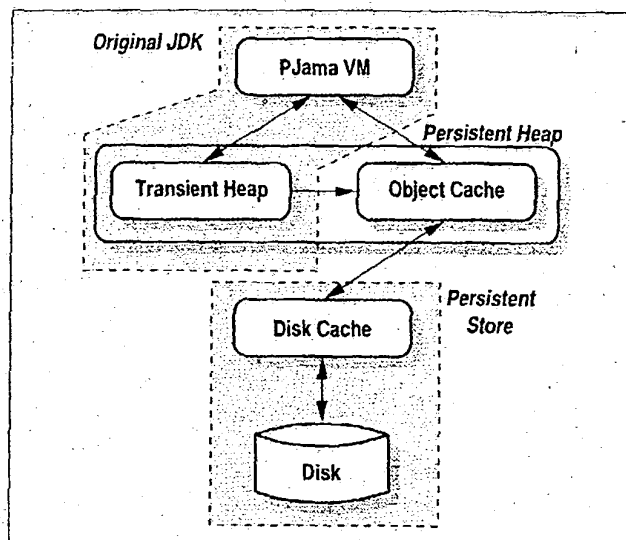 Original JDK
PJama VM
Persistent Heap
Transient Heap
Object Cache
Persistent
Store
Disk Cache
Disk